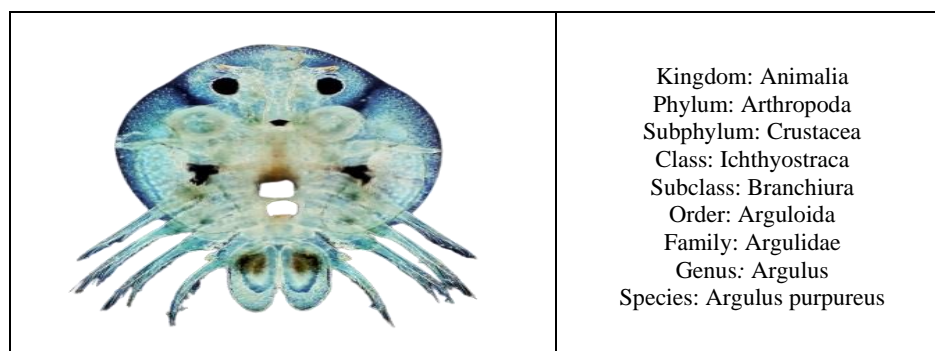 Kingdom: Animalia
Phylum: Arthropoda
Subphylum: Crustacea
Class: Ichthyostraca
Subclass: Branchiura
Order: Arguloida
Family: Argulidae
Genus: Argulus
Species: Argulus purpureus